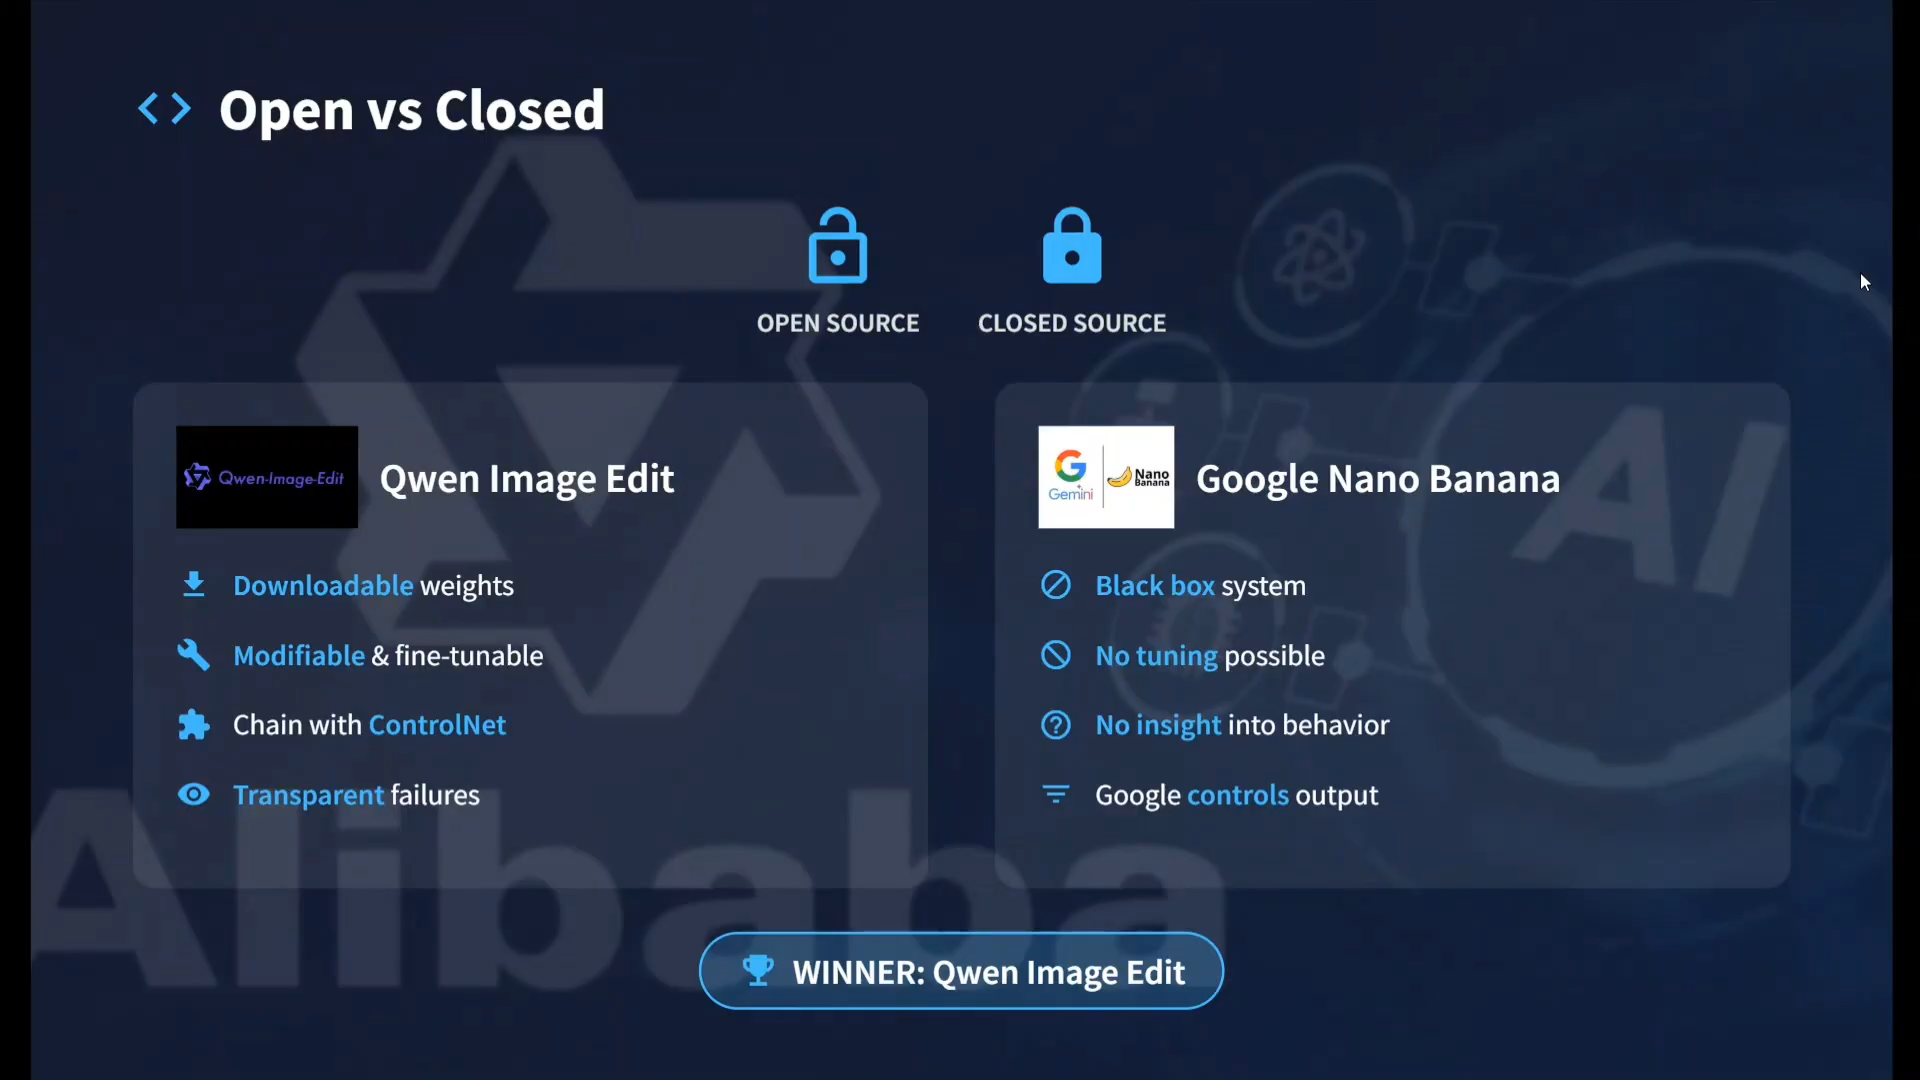 Open vs Closed
OPEN SOURCE
CLOSED SOURCE
Qwen-Image-Edit
Qwen Image Edit
Downloadable weights
Modifiable & fine-tunable
Chain with ControlNet
Transparent failures
G
Gemini
Nano
Banana
Google Nano Banana
Black box system
No tuning possible
No insight into behavior
Google controls output
AI
Alibaba
WINNER: Qwen Image Edit